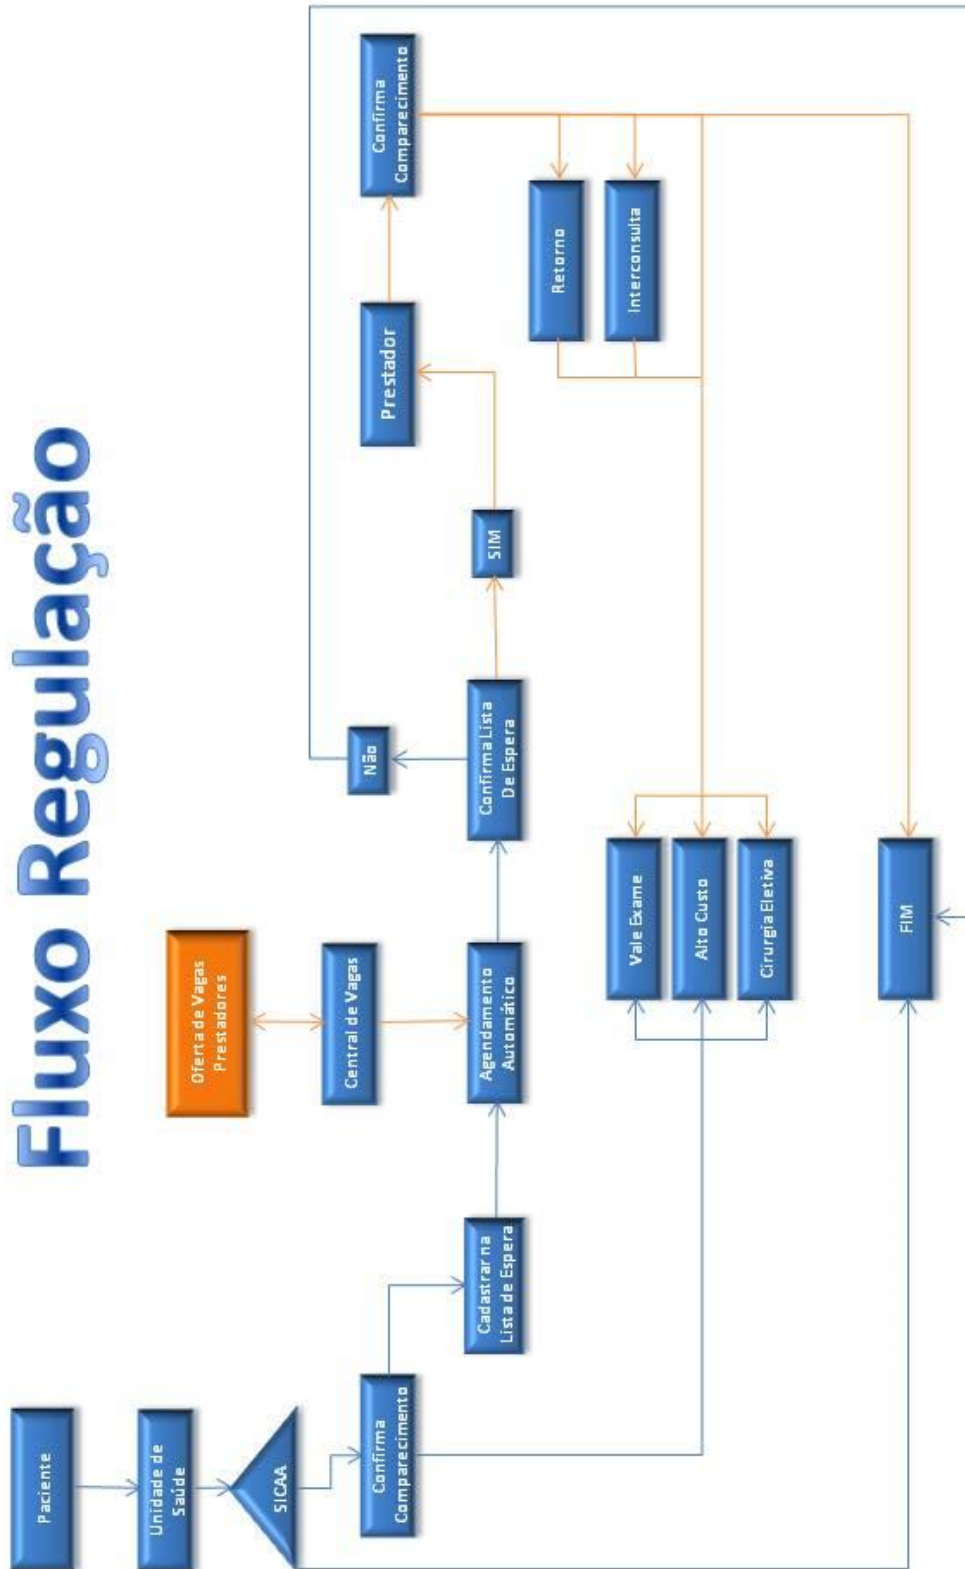 Fluxo Regulação
Paciente
Unidade de
Saúde
SICAA
Confirma
Comparecimento
Cadastrar na
Lista de Espera
Oferta de Vagas
Prestadores
Central de Vagas
Agendamento
Automático
Confirma Lista
De Espera
Não
SIM
Prestador
Confirma
Comparecimento
Retorno
Interconsulta
Vale Exame
Alto Custo
Cirurgia Eletiva
FIM